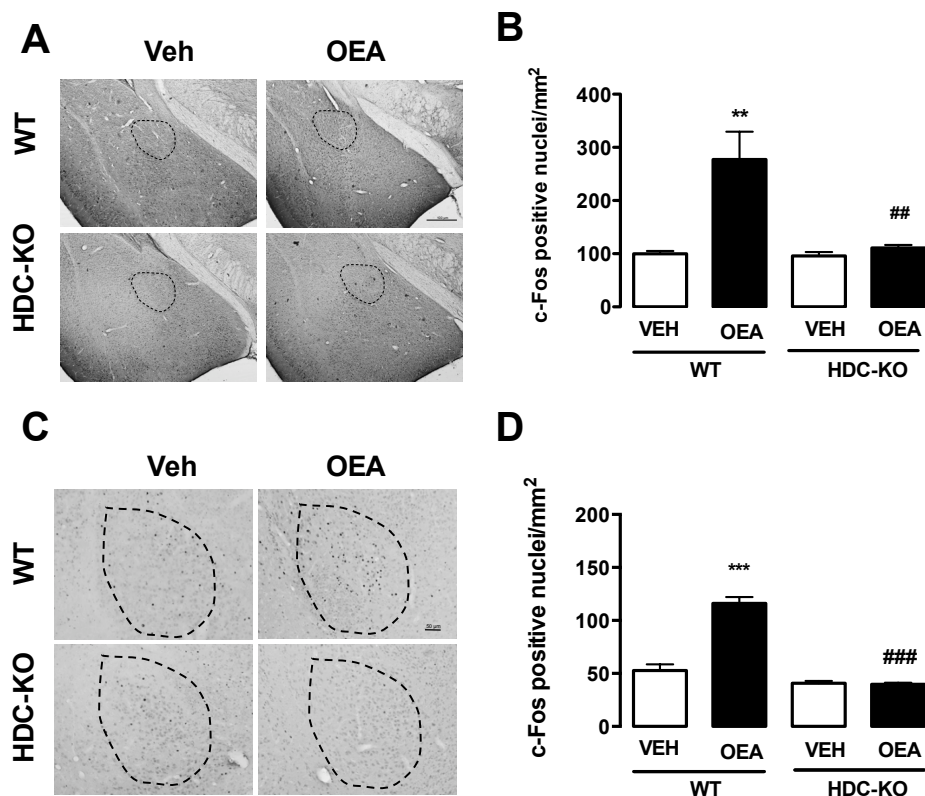 A
Veh OEA
WT
HDC-KO
B
c-Fos positive nuclei/mm²
400
300
200
100
0
**
##
VEH OEA VEH OEA
WT HDC-KO
C
Veh OEA
WT
HDC-KO
50 µm
D
c-Fos positive nuclei/mm²
200
150
100
50
0
***
###
VEH OEA VEH OEA
WT HDC-KO